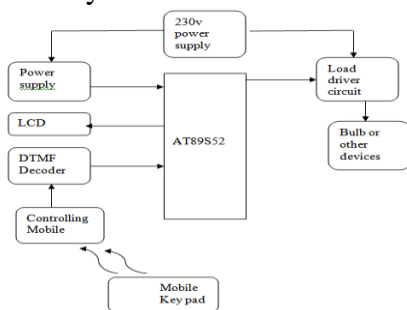 230v
power
supply
Power
supply
Load
driver
circuit
LCD
AT89S52
Bulb or
other
devices
DTMF
Decoder
Controlling
Mobile
Mobile
Key pad